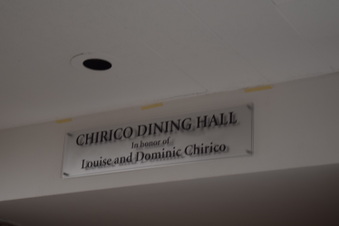 CHIRICO DINING HALL
In honor of
Louise and Dominic Chirico